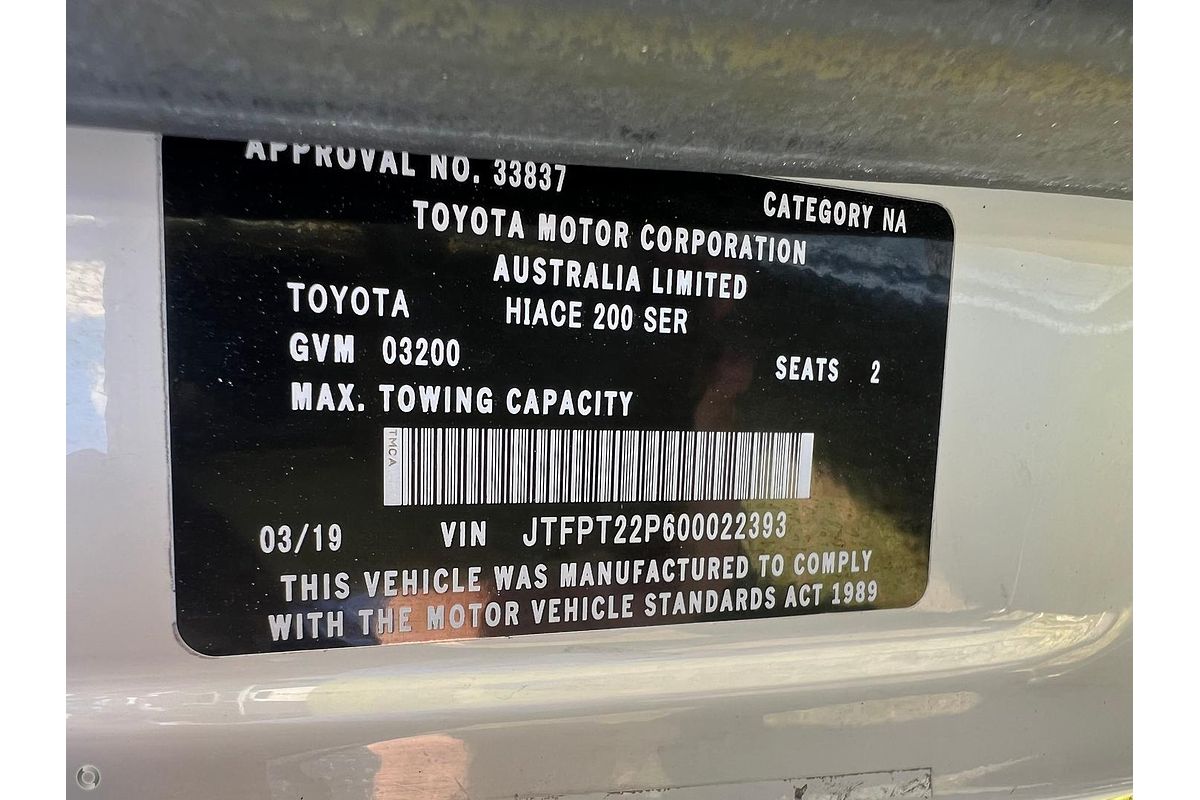 APPROVAL NO. 33837
CATEGORY NA
TOYOTA MOTOR CORPORATION
AUSTRALIA LIMITED
TOYOTA HIACE 200 SER
GVM 03200 SEATS 2
MAX. TOWING CAPACITY
TMCA
03/19 VIN JTFPT22P600022393
THIS VEHICLE WAS MANUFACTURED TO COMPLY
WITH THE MOTOR VEHICLE STANDARDS ACT 1989